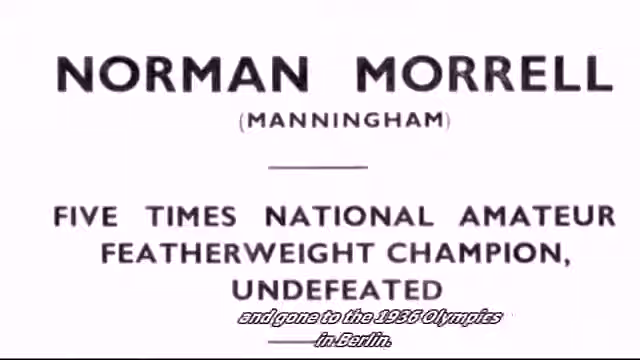 NORMAN MORRELL
(MANNINGHAM)
FIVE TIMES NATIONAL AMATEUR
FEATHERWEIGHT CHAMPION,
UNDEFEATED
and gone to the 1936 Olympics
in Berlin.